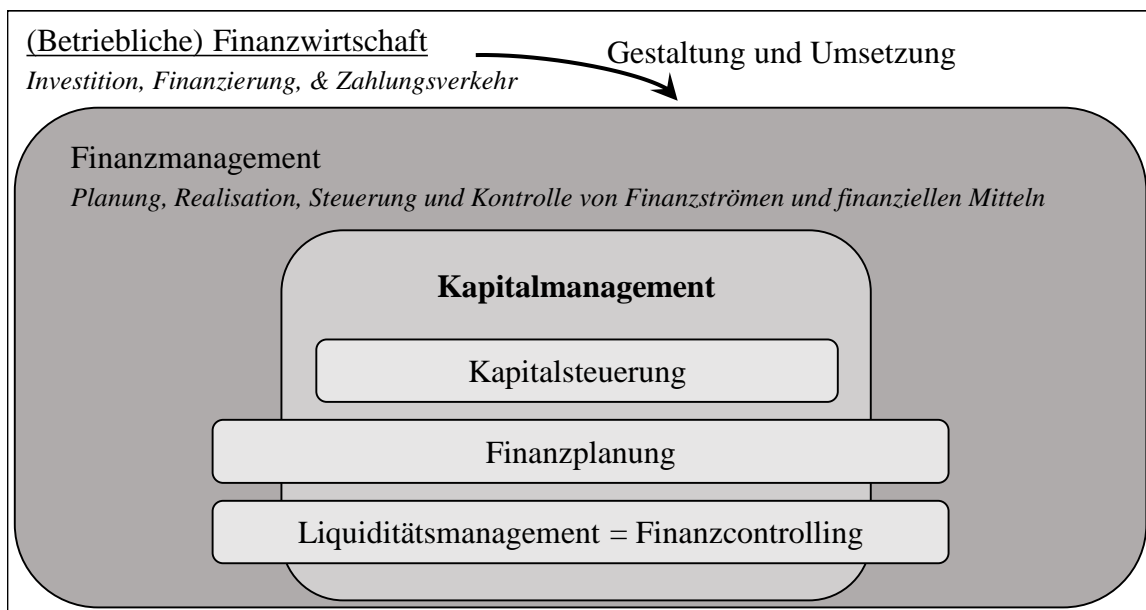 (Betriebliche) Finanzwirtschaft
Gestaltung und Umsetzung
Investition, Finanzierung, & Zahlungsverkehr
Finanzmanagement
Planung, Realisation, Steuerung und Kontrolle von Finanzströmen und finanziellen Mitteln
Kapitalmanagement
Kapitalsteuerung
Finanzplanung
Liquiditätsmanagement = Finanzcontrolling